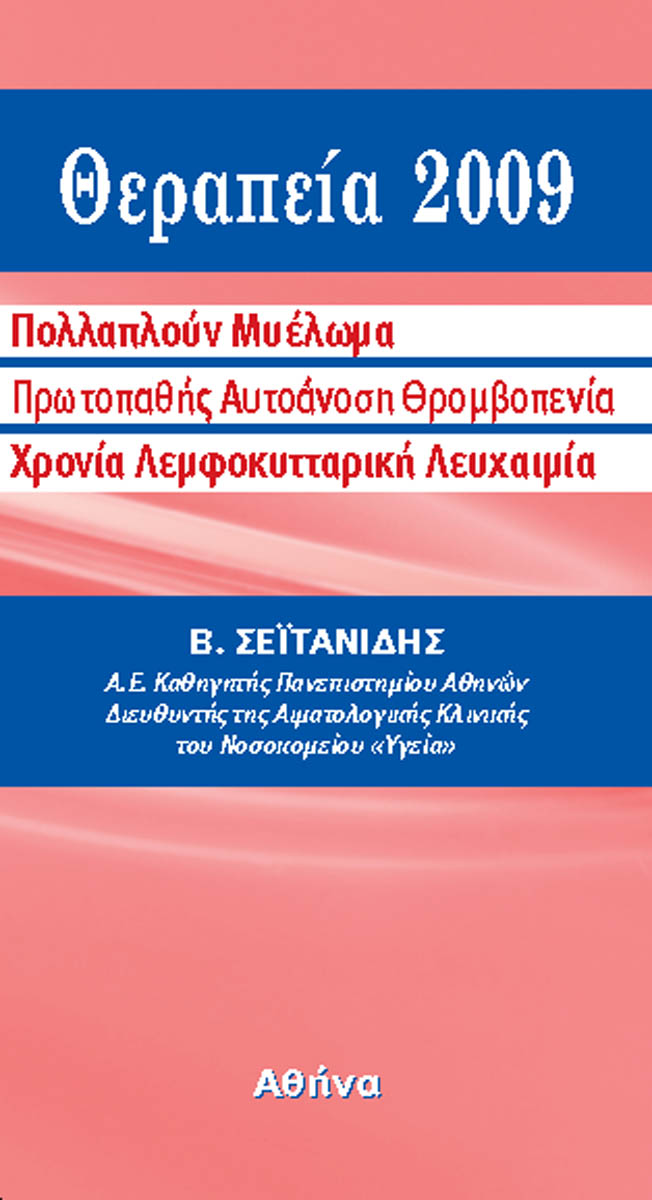 Θεραπεία 2009
Πολλαπλούν Μυέλωμα
Πρωτοπαθής Αυτοάνοση Θρομβοπενία
Χρονία Λεμφοκυτταρική Λευχαιμία
Β. ΣΕΪΤΑΝΙΔΗΣ
Α.Ε. Καθηγητής Πανεπιστημίου Αθηνών
Διευθυντής της Αιματολογικής Κλινικής
του Νοσοκομείου «Υγεία»
Αθήνα